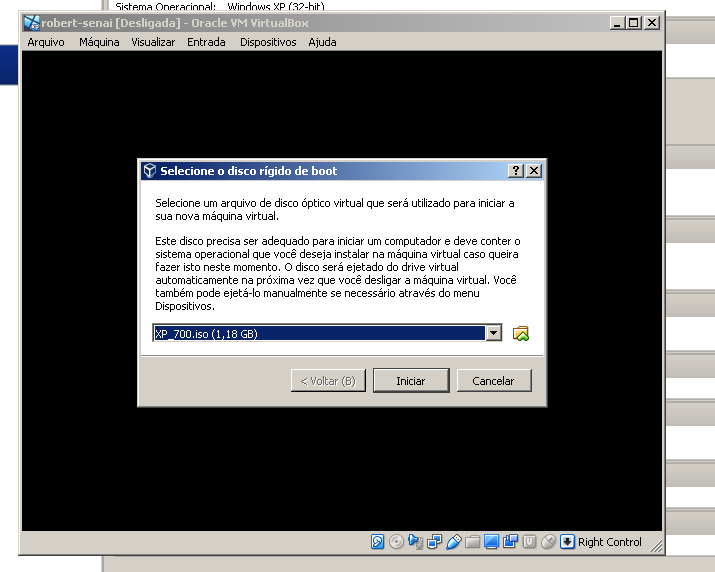 Sistema Operacional: Windows XP (32-bit)
robert-senai [Desligada] - Oracle VM VirtualBox
Arquivo Máquina Visualizar Entrada Dispositivos Ajuda
Selecione o disco rígido de boot
Selecione um arquivo de disco óptico virtual que será utilizado para iniciar a
sua nova máquina virtual.
Este disco precisa ser adequado para iniciar um computador e deve conter o
sistema operacional que você deseja instalar na máquina virtual caso queira
fazer isto neste momento. O disco será ejetado do drive virtual
automaticamente na próxima vez que você desligar a máquina virtual. Você
também pode ejetá-lo manualmente se necessário através do menu
Dispositivos.
XP_700.iso (1,18 GB)
< Voltar (B) Iniciar Cancelar
Right Control